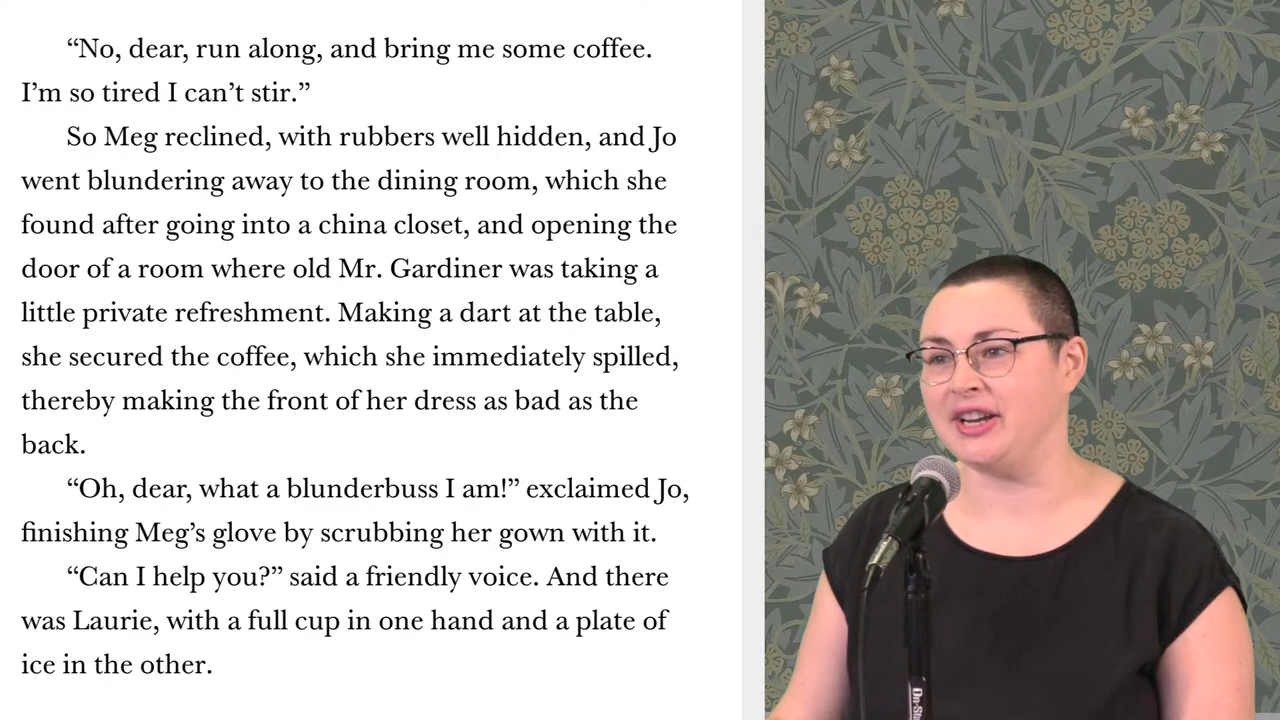 “No, dear, run along, and bring me some coffee.
I’m so tired I can’t stir.”
So Meg reclined, with rubbers well hidden, and Jo
went blundering away to the dining room, which she
found after going into a china closet, and opening the
door of a room where old Mr. Gardiner was taking a
little private refreshment. Making a dart at the table,
she secured the coffee, which she immediately spilled,
thereby making the front of her dress as bad as the
back.
“Oh, dear, what a blunderbuss I am!” exclaimed Jo,
finishing Meg’s glove by scrubbing her gown with it.
“Can I help you?” said a friendly voice. And there
was Laurie, with a full cup in one hand and a plate of
ice in the other.